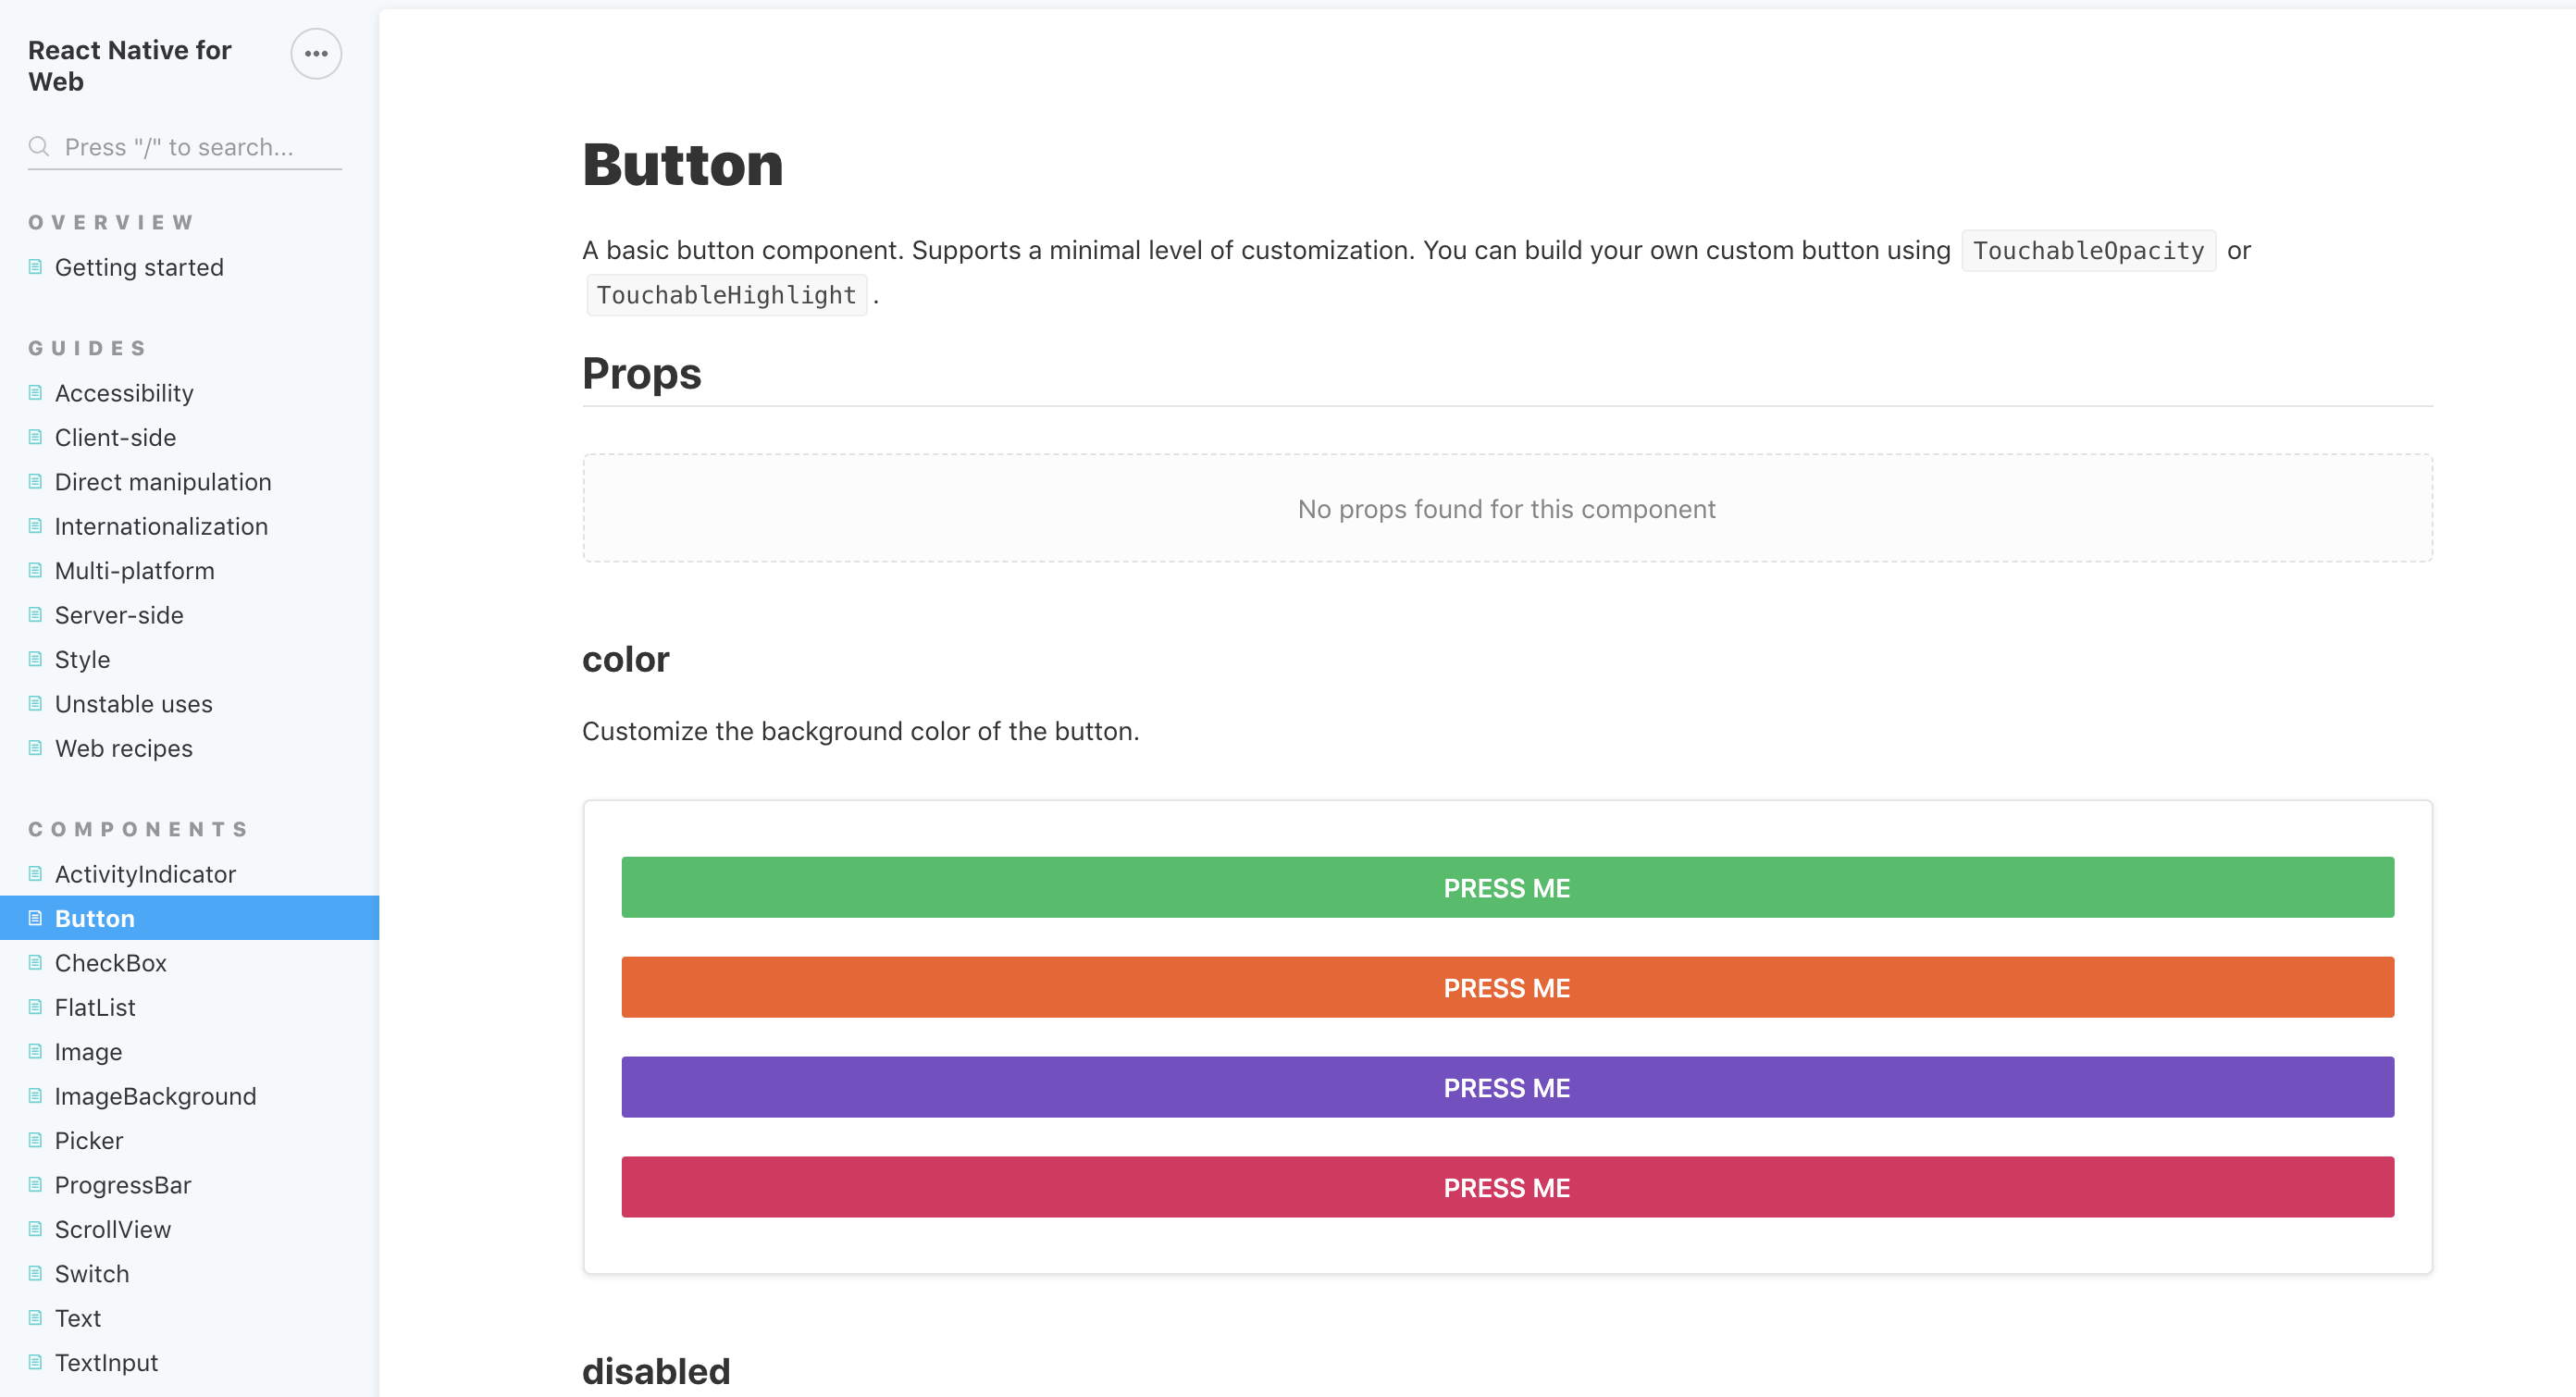 React Native for
Web
Press "/" to search...
OVERVIEW
Getting started
GUIDES
Accessibility
Client-side
Direct manipulation
Internationalization
Multi-platform
Server-side
Style
Unstable uses
Web recipes
COMPONENTS
ActivityIndicator
Button
CheckBox
FlatList
Image
ImageBackground
Picker
ProgressBar
ScrollView
Switch
Text
TextInput
Button
A basic button component. Supports a minimal level of customization. You can build your own custom button using TouchableOpacity or
TouchableHighlight .
Props
No props found for this component
color
Customize the background color of the button.
PRESS ME
PRESS ME
PRESS ME
PRESS ME
disabled